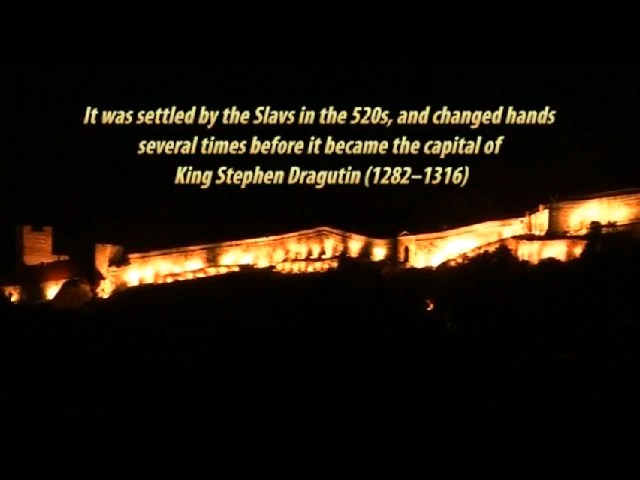 It was settled by the Slavs in the 520s, and changed hands
several times before it became the capital of
King Stephen Dragutin (1282–1316)